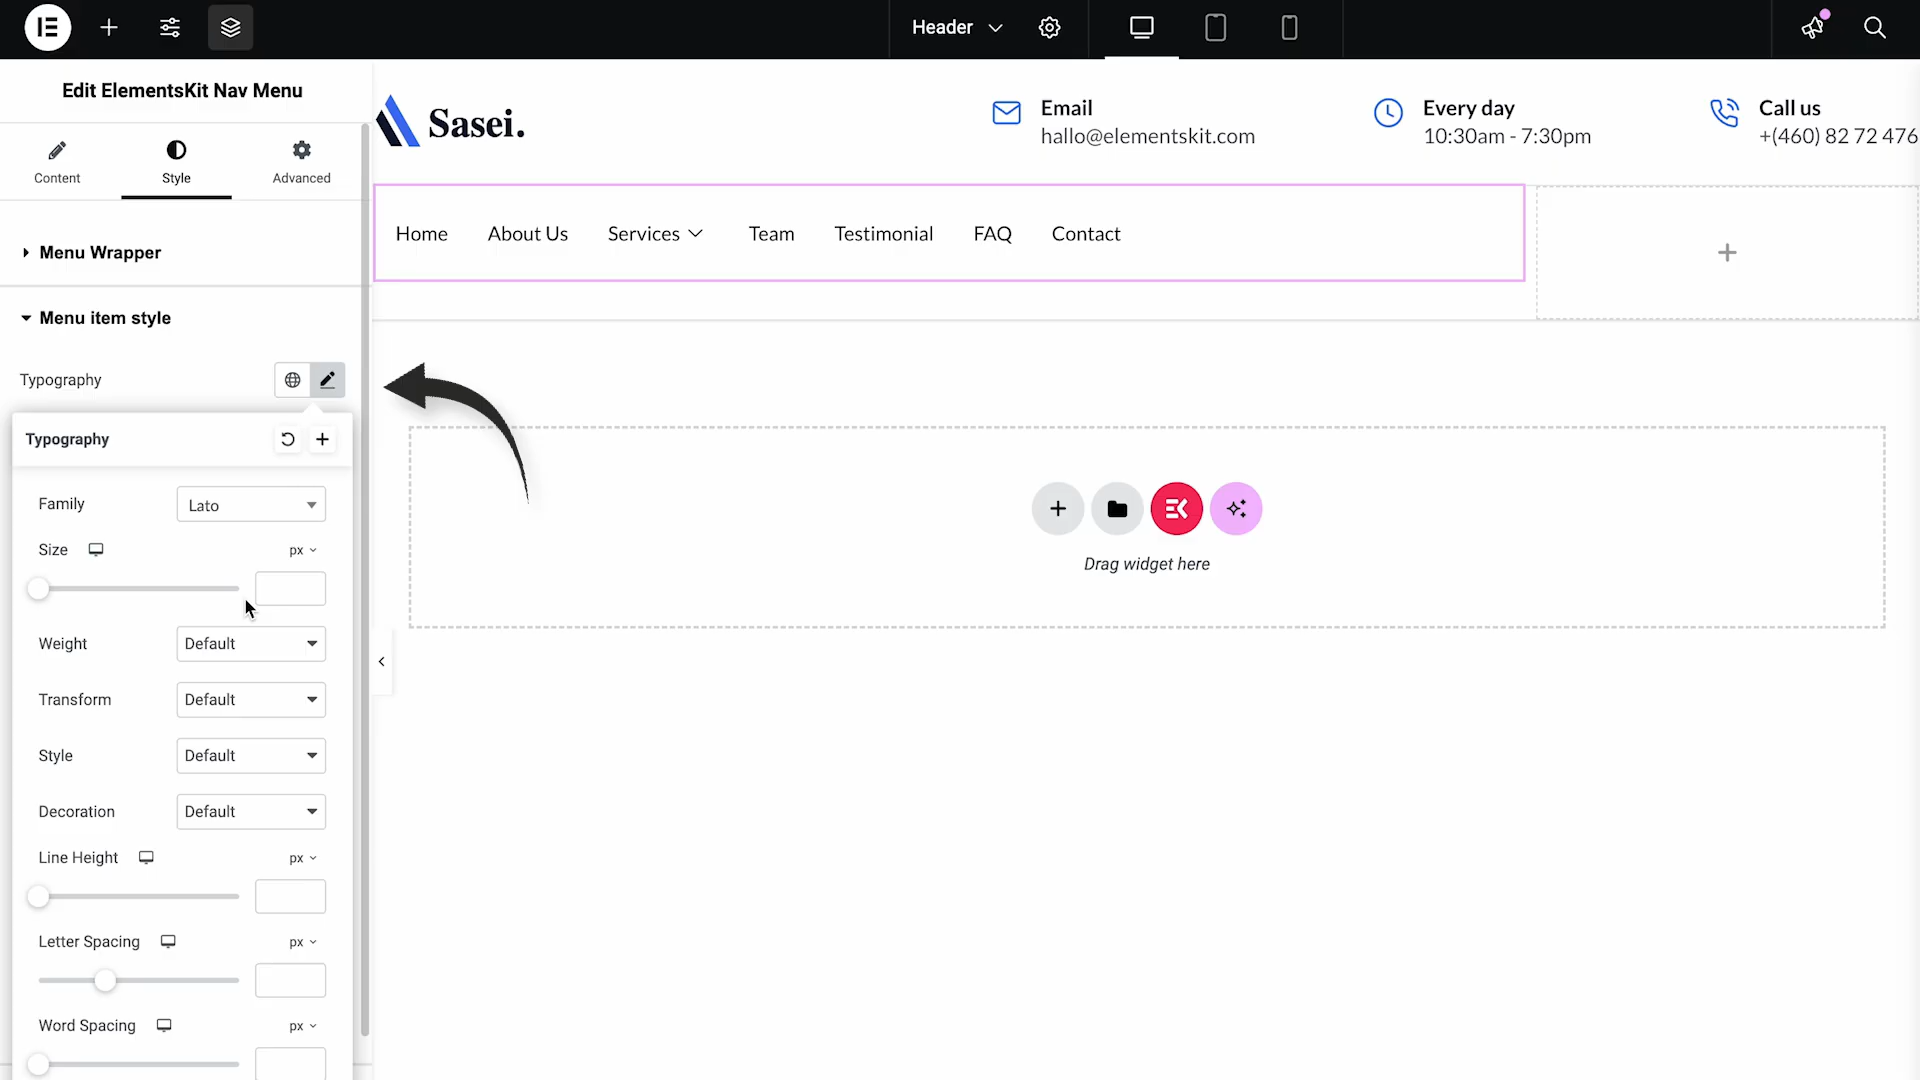 Header
Edit ElementsKit Nav Menu
Content
Style
Advanced
Menu Wrapper
Menu item style
Typography
Typography
Family
Lato
Size
px
Weight
Default
Transform
Default
Style
Default
Decoration
Default
Line Height
px
Letter Spacing
px
Word Spacing
px
Sasei.
Email
hallo@elementskit.com
Every day
10:30am - 7:30pm
Call us
+(460) 82 72 476
Home
About Us
Services
Team
Testimonial
FAQ
Contact
Drag widget here